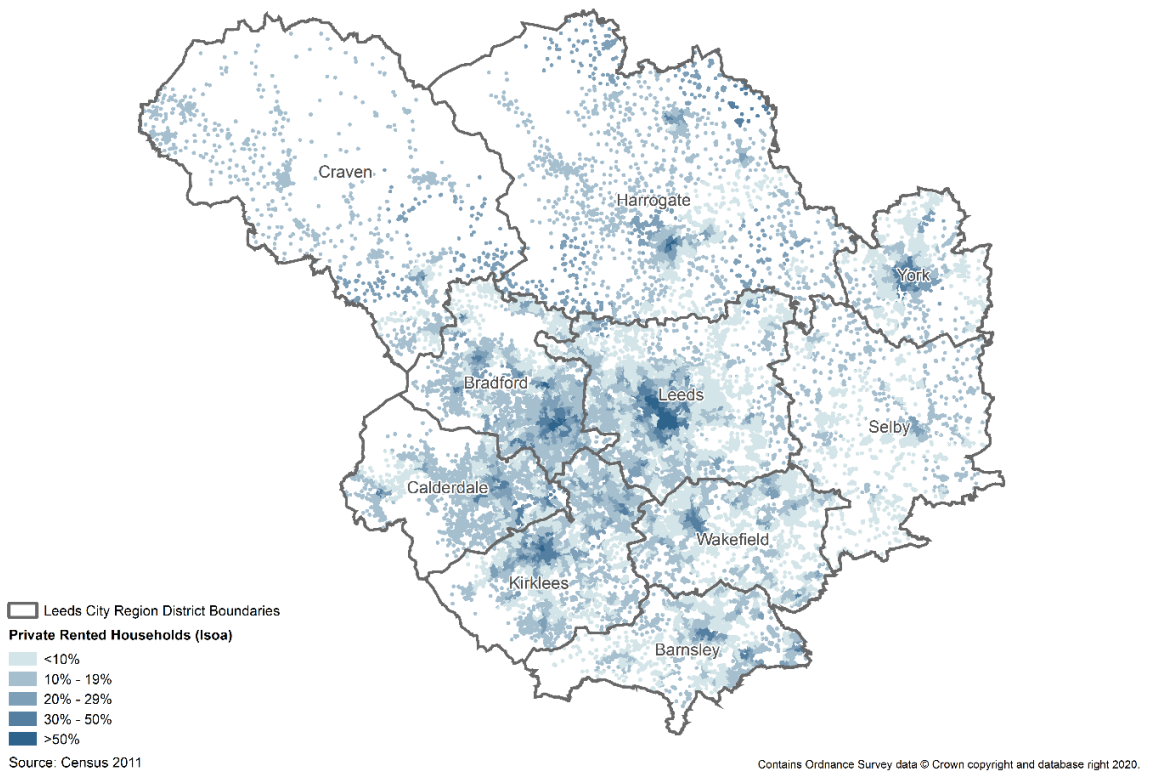 Craven
Harrogate
York
Bradford
Leeds
Selby
Calderdale
Wakefield
Kirklees
Barnsley
Leeds City Region District Boundaries
Private Rented Households (lsoa)
<10%
10% - 19%
20% - 29%
30% - 50%
>50%
Source: Census 2011
Contains Ordnance Survey data © Crown copyright and database right 2020.